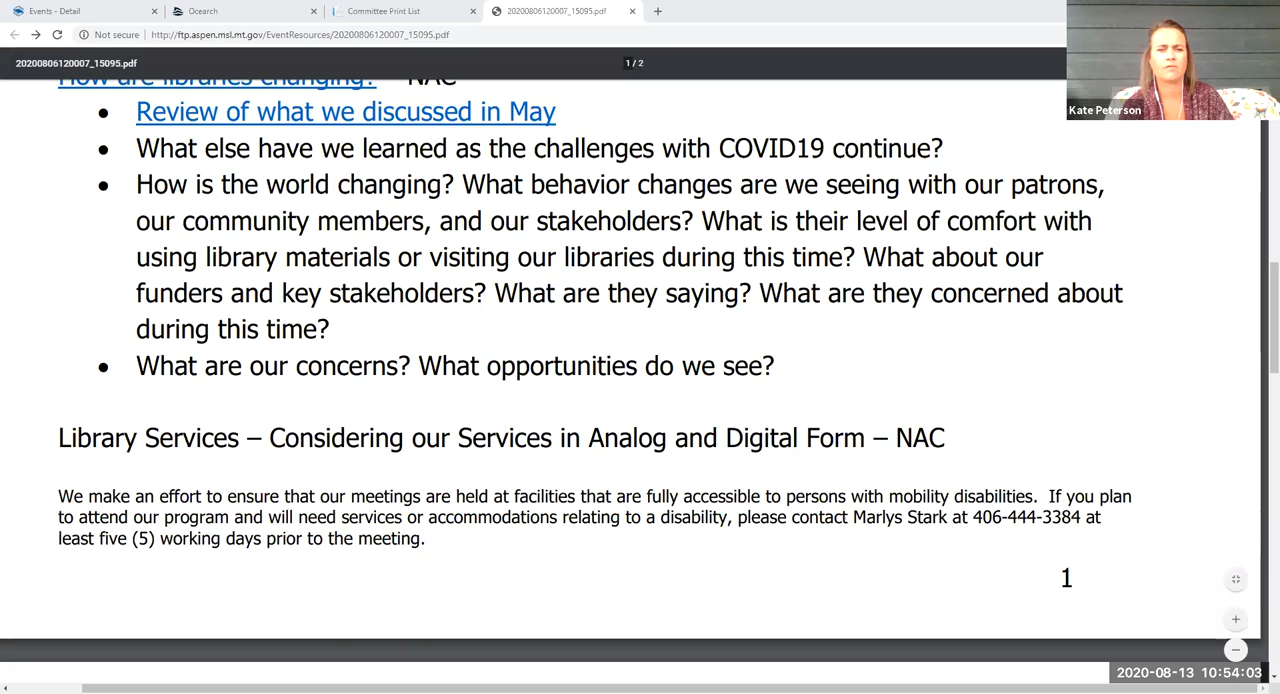 Events - Detail
Ocearch
Committee Print List
20200806120007_15095.pdf
Not secure | http://ftp.aspen.msl.mt.gov/EventResources/20200806120007_15095.pdf
20200806120007_15095.pdf
1 / 2
How are libraries changing? – NAC
• Review of what we discussed in May
• What else have we learned as the challenges with COVID19 continue?
• How is the world changing? What behavior changes are we seeing with our patrons,
our community members, and our stakeholders? What is their level of comfort with
using library materials or visiting our libraries during this time? What about our
funders and key stakeholders? What are they saying? What are they concerned about
during this time?
• What are our concerns? What opportunities do we see?
Library Services – Considering our Services in Analog and Digital Form – NAC
We make an effort to ensure that our meetings are held at facilities that are fully accessible to persons with mobility disabilities. If you plan
to attend our program and will need services or accommodations relating to a disability, please contact Marlys Stark at 406-444-3384 at
least five (5) working days prior to the meeting.
1
Kate Peterson
2020-08-13 10:54:03